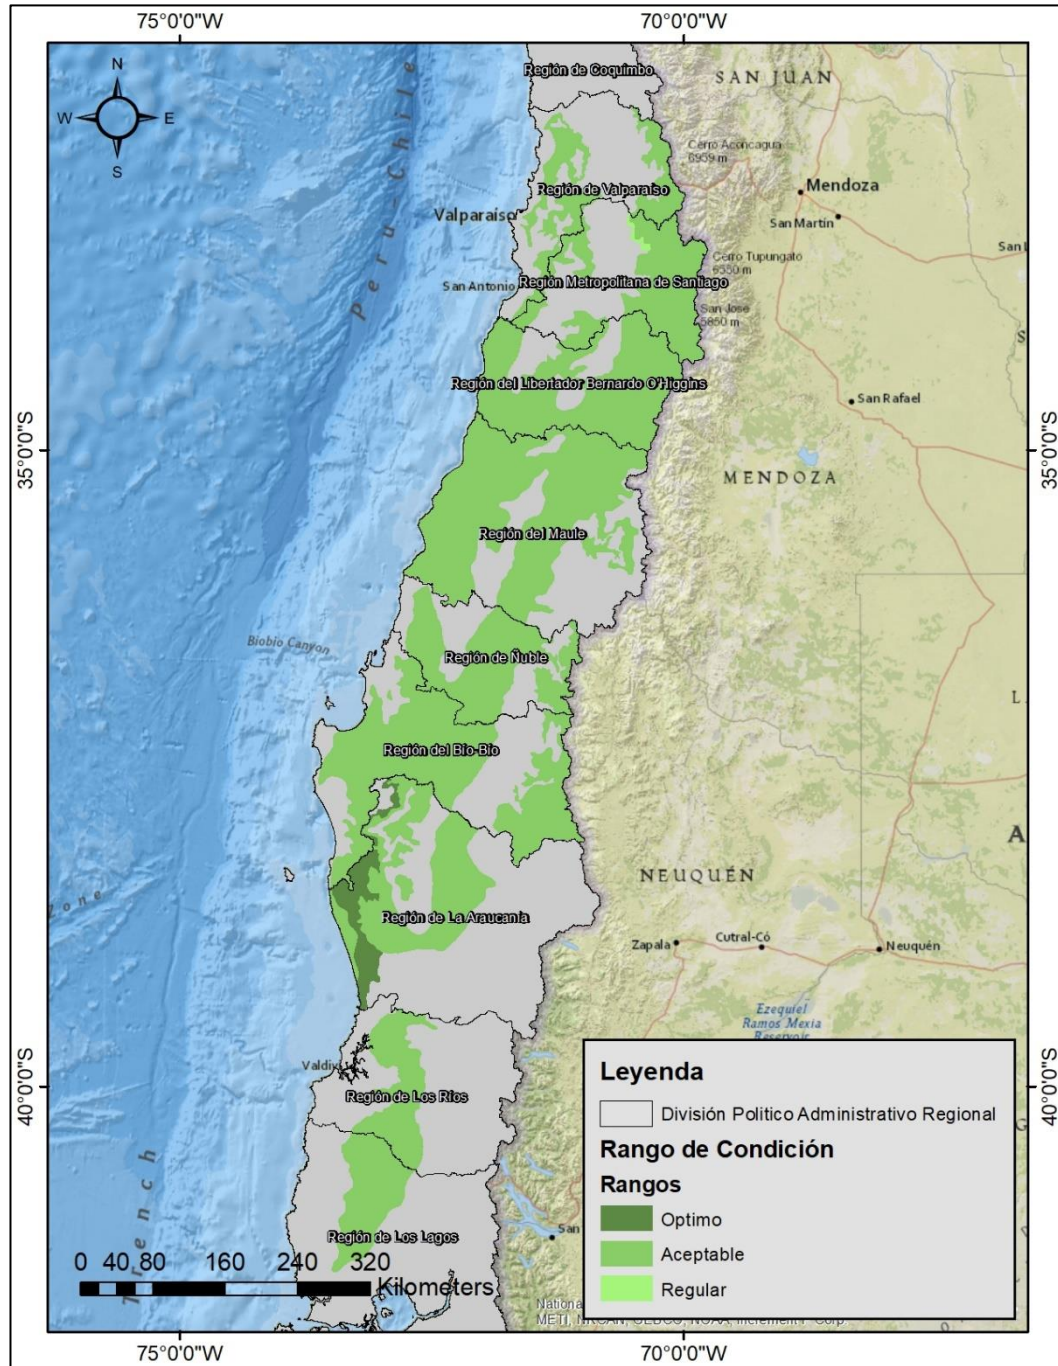 75°0'0"W
70°0'0"W
N
W
E
S
Región de Coquimbo
SAN JUAN
Cerro Aconcagua
6959 m
Peru Chile
Región de Valparaíso
Mendoza
Valparaíso
San Martín
Cerro Tupungato
6550 m
San Antonio
Región Metropolitana de Santiago
San José
5850 m
Región del Libertador Bernardo O'Higgins
San Rafael
35°0'0"S
35°0'0"S
MENDOZA
Región del Maule
Biobío Canyon
Región de Ñuble
Región del Bío-Bío
NEUQUÉN
Zone
Región de La Araucanía
Zapala
Cutral-Có
Neuquén
Ezequiel
Ramos Mexia
Reservoir
40°0'0"S
40°0'0"S
Región de Los Ríos
Trench
Región de Los Lagos
San
0 40 80 160 240 320
Kilometers
Leyenda
División Politico Administrativo Regional
Rango de Condición
Rangos
Optimo
Aceptable
Regular
75°0'0"W
70°0'0"W